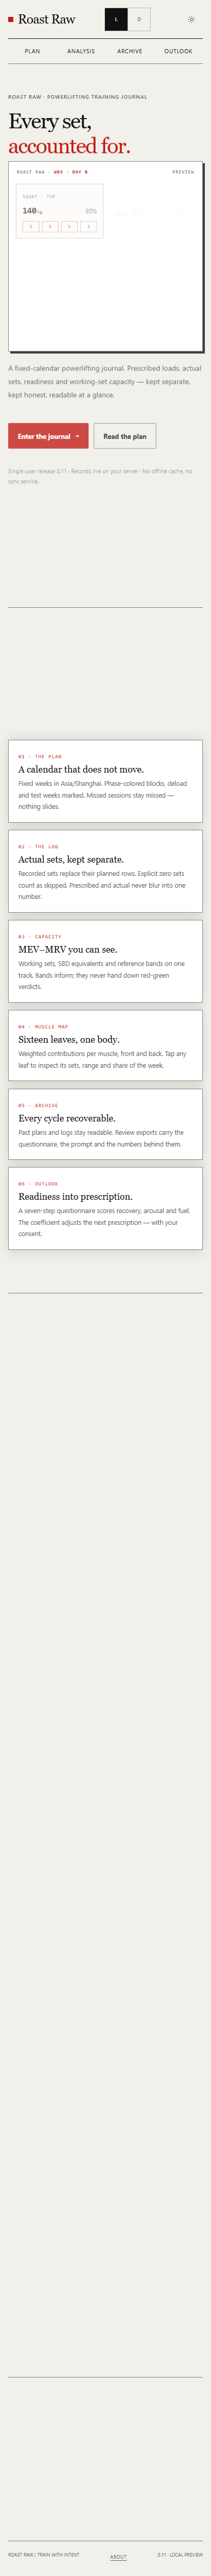 Roast Raw
L
D
PLAN
ANALYSIS
ARCHIVE
OUTLOOK
ROAST RAW · POWERLIFTING TRAINING JOURNAL
Every set,
accounted for.
ROAST RAW · W05 · DAY B
PREVIEW
SQUAT · TOP
140 kg
85%
5
5
5
3
A fixed-calendar powerlifting journal. Prescribed loads, actual
sets, readiness and working-set capacity — kept separate,
kept honest, readable at a glance.
Enter the journal →
Read the plan
Single-user release 0.11 · Records live on your server · No offline cache, no
sync service.
01 · THE PLAN
A calendar that does not move.
Fixed weeks in Asia/Shanghai. Phase-colored blocks, deload
and test weeks marked. Missed sessions stay missed —
nothing slides.
02 · THE LOG
Actual sets, kept separate.
Recorded sets replace their planned rows. Explicit zero sets
count as skipped. Prescribed and actual never blur into one
number.
03 · CAPACITY
MEV–MRV you can see.
Working sets, SBD equivalents and reference bands on one
track. Bands inform; they never hand down red-green
verdicts.
04 · MUSCLE MAP
Sixteen leaves, one body.
Weighted contributions per muscle, front and back. Tap any
leaf to inspect its sets, range and share of the week.
05 · ARCHIVE
Every cycle recoverable.
Past plans and logs stay readable. Review exports carry the
questionnaire, the prompt and the numbers behind them.
06 · OUTLOOK
Readiness into prescription.
A seven-step questionnaire scores recovery, arousal and fuel.
The coefficient adjusts the next prescription — with your
consent.
ROAST RAW / TRAIN WITH INTENT
ABOUT
0.11 · LOCAL PREVIEW